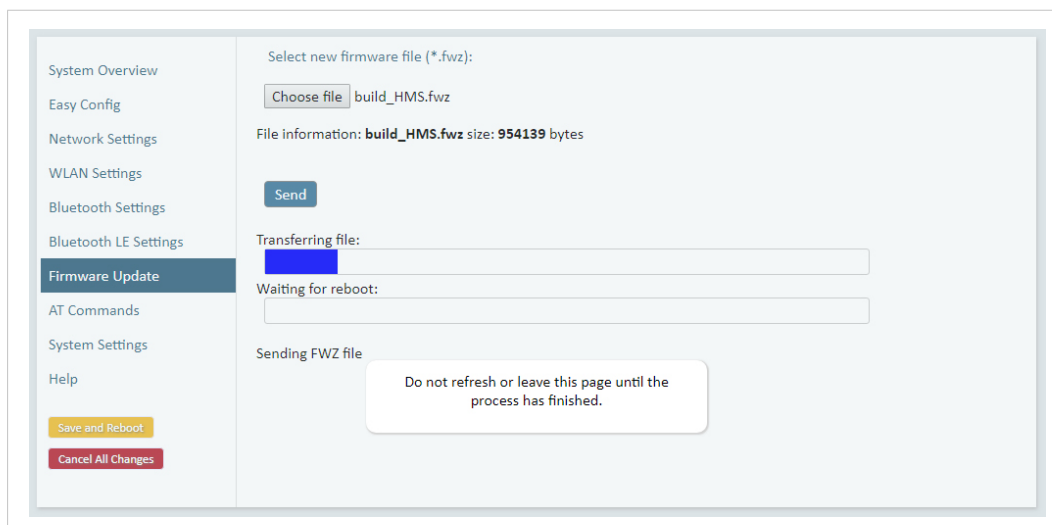 System Overview
Easy Config
Network Settings
WLAN Settings
Bluetooth Settings
Bluetooth LE Settings
Firmware Update
AT Commands
System Settings
Help
Save and Reboot
Cancel All Changes
Select new firmware file (*.fwz):
Choose file build_HMS.fwz
File information: build_HMS.fwz size: 954139 bytes
Send
Transferring file:
Waiting for reboot:
Sending FWZ file
Do not refresh or leave this page until the
process has finished.